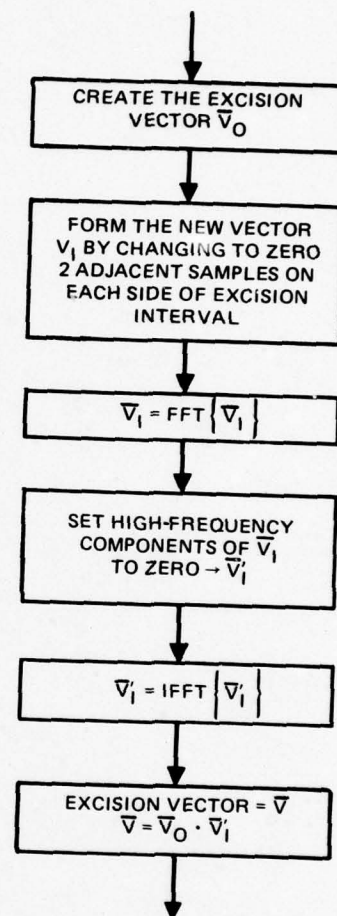 CREATE THE EXCISION
VECTOR V̅O
FORM THE NEW VECTOR
VI BY CHANGING TO ZERO
2 ADJACENT SAMPLES ON
EACH SIDE OF EXCISION
INTERVAL
V̅I = FFT {V̅I}
SET HIGH-FREQUENCY
COMPONENTS OF V̅I
TO ZERO → V̅'I
V̅'I = IFFT {V̅'I}
EXCISION VECTOR = V̅
V̅ = V̅O · V̅'I